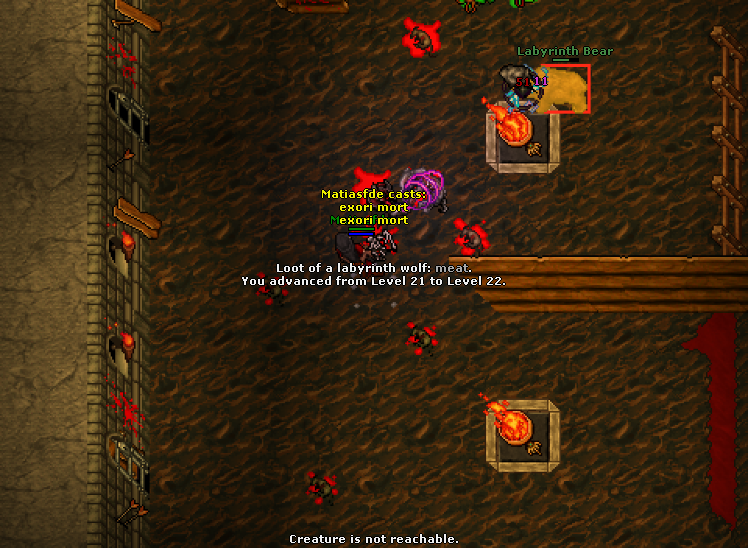 Labyrinth Bear
Matiasfde casts:
exori mort
exori mort
Loot of a labyrinth wolf: meat.
You advanced from Level 21 to Level 22.
Creature is not reachable.